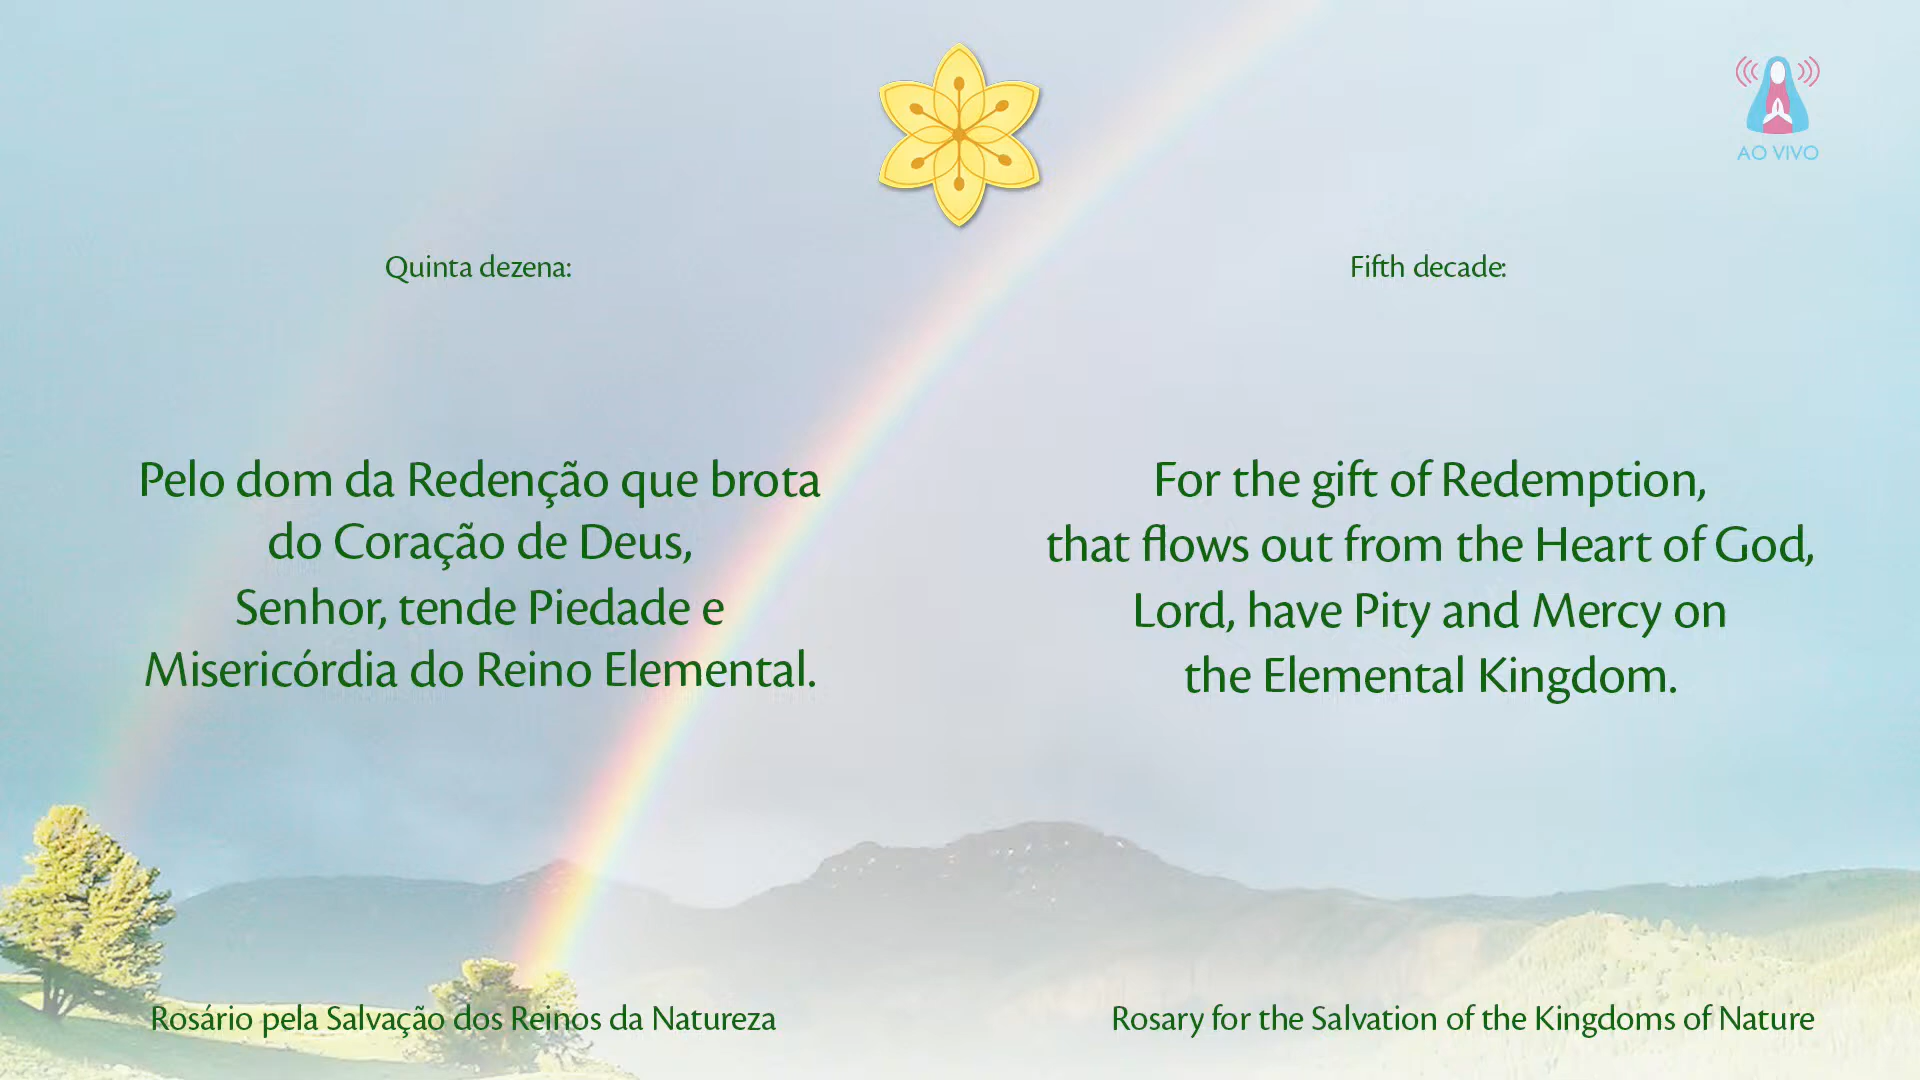 AO VIVO
Quinta dezena:
Pelo dom da Redenção que brota
do Coração de Deus,
Senhor, tende Piedade e
Misericórdia do Reino Elemental.
Rosário pela Salvação dos Reinos da Natureza
Fifth decade:
For the gift of Redemption,
that flows out from the Heart of God,
Lord, have Pity and Mercy on
the Elemental Kingdom.
Rosary for the Salvation of the Kingdoms of Nature